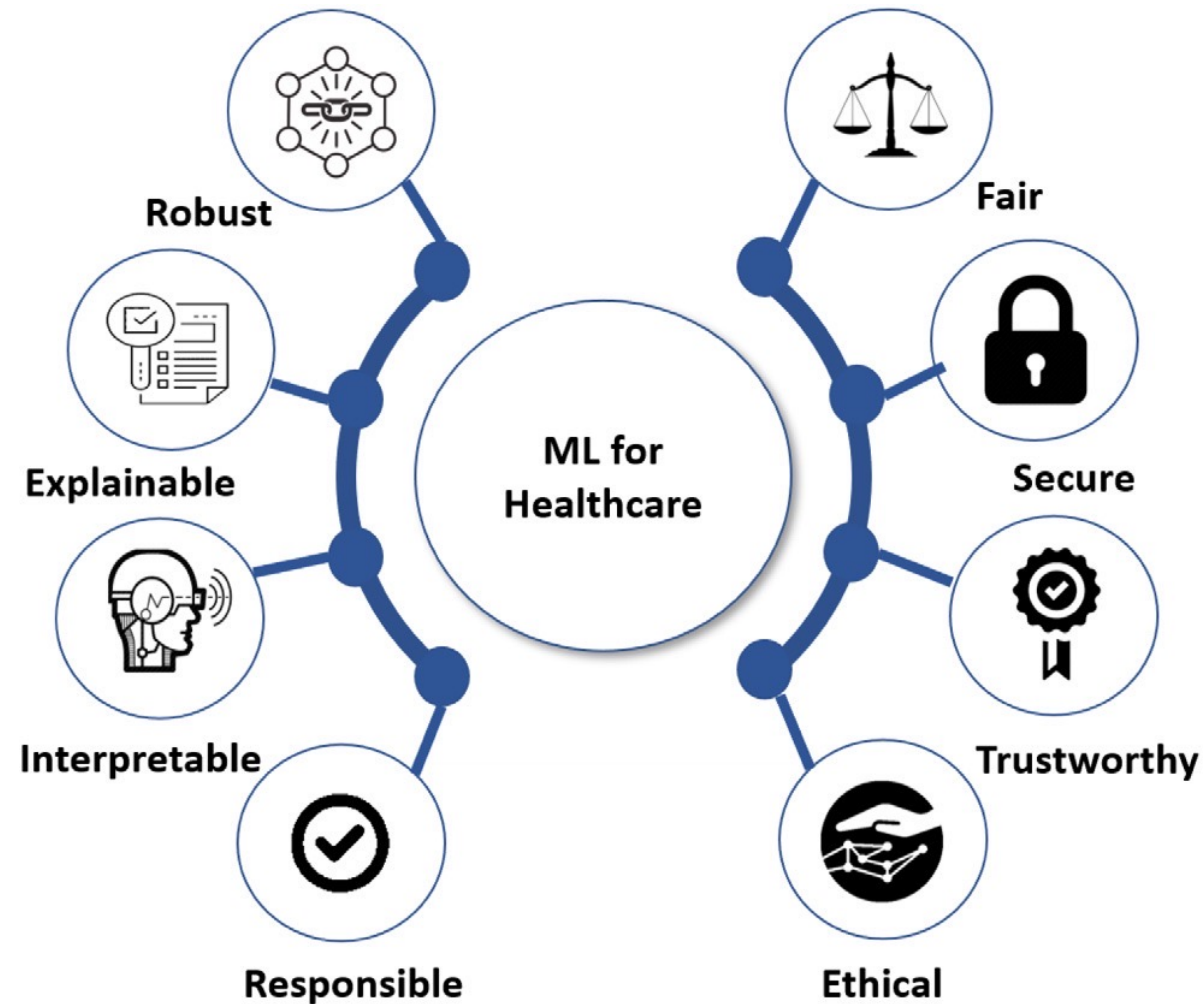 Robust
Fair
Explainable
Secure
ML for
Healthcare
Interpretable
Trustworthy
Responsible
Ethical